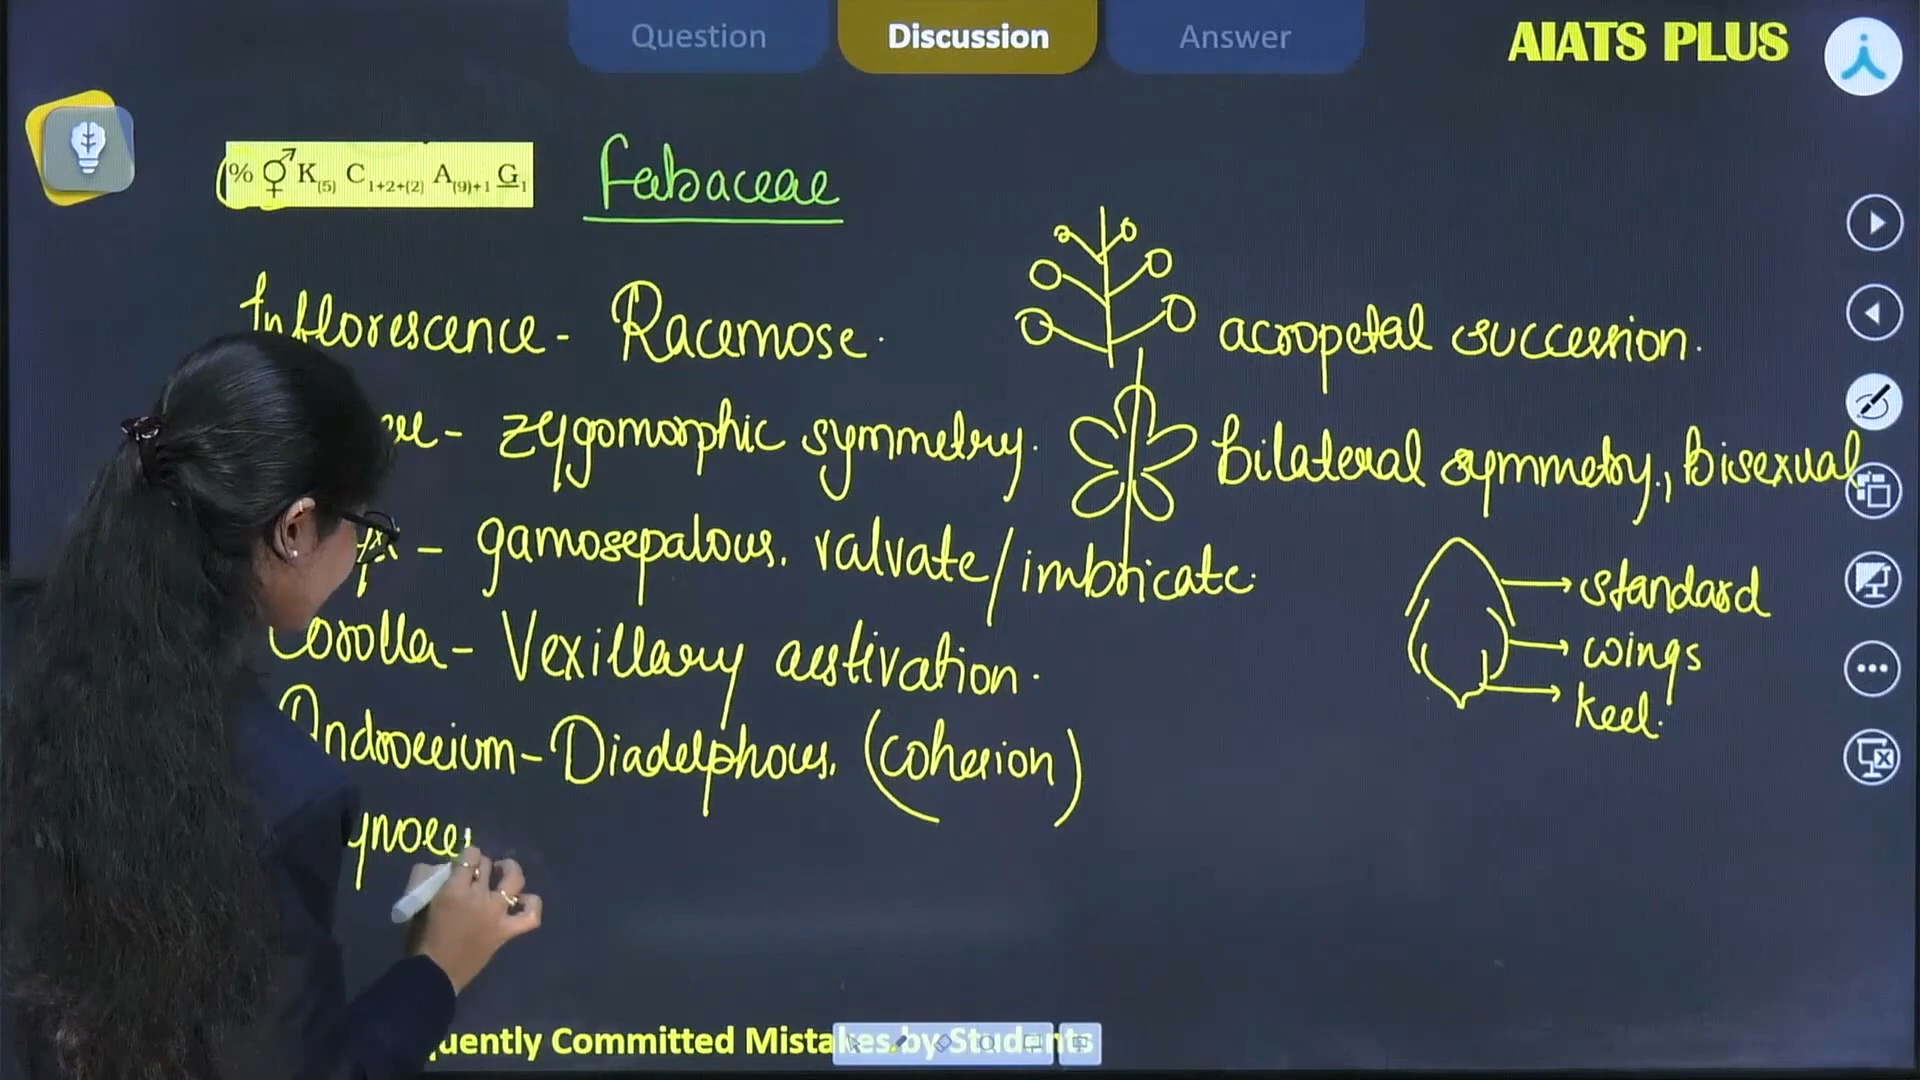 Question Discussion Answer AIATS PLUS
% ⚥ K(5) C1+2+(2) A(9)+1 G1 Fabaceae
Inflorescence - Racemose. acropetal succession.
- zygomorphic symmetry. bilateral symmetry, bisexual
- gamosepalous. valvate/imbricate.
standard
wings
keel.
Corolla - Vexillary aestivation.
Androecium - Diadelphous. (cohesion)
quently Committed Mistakes by Students